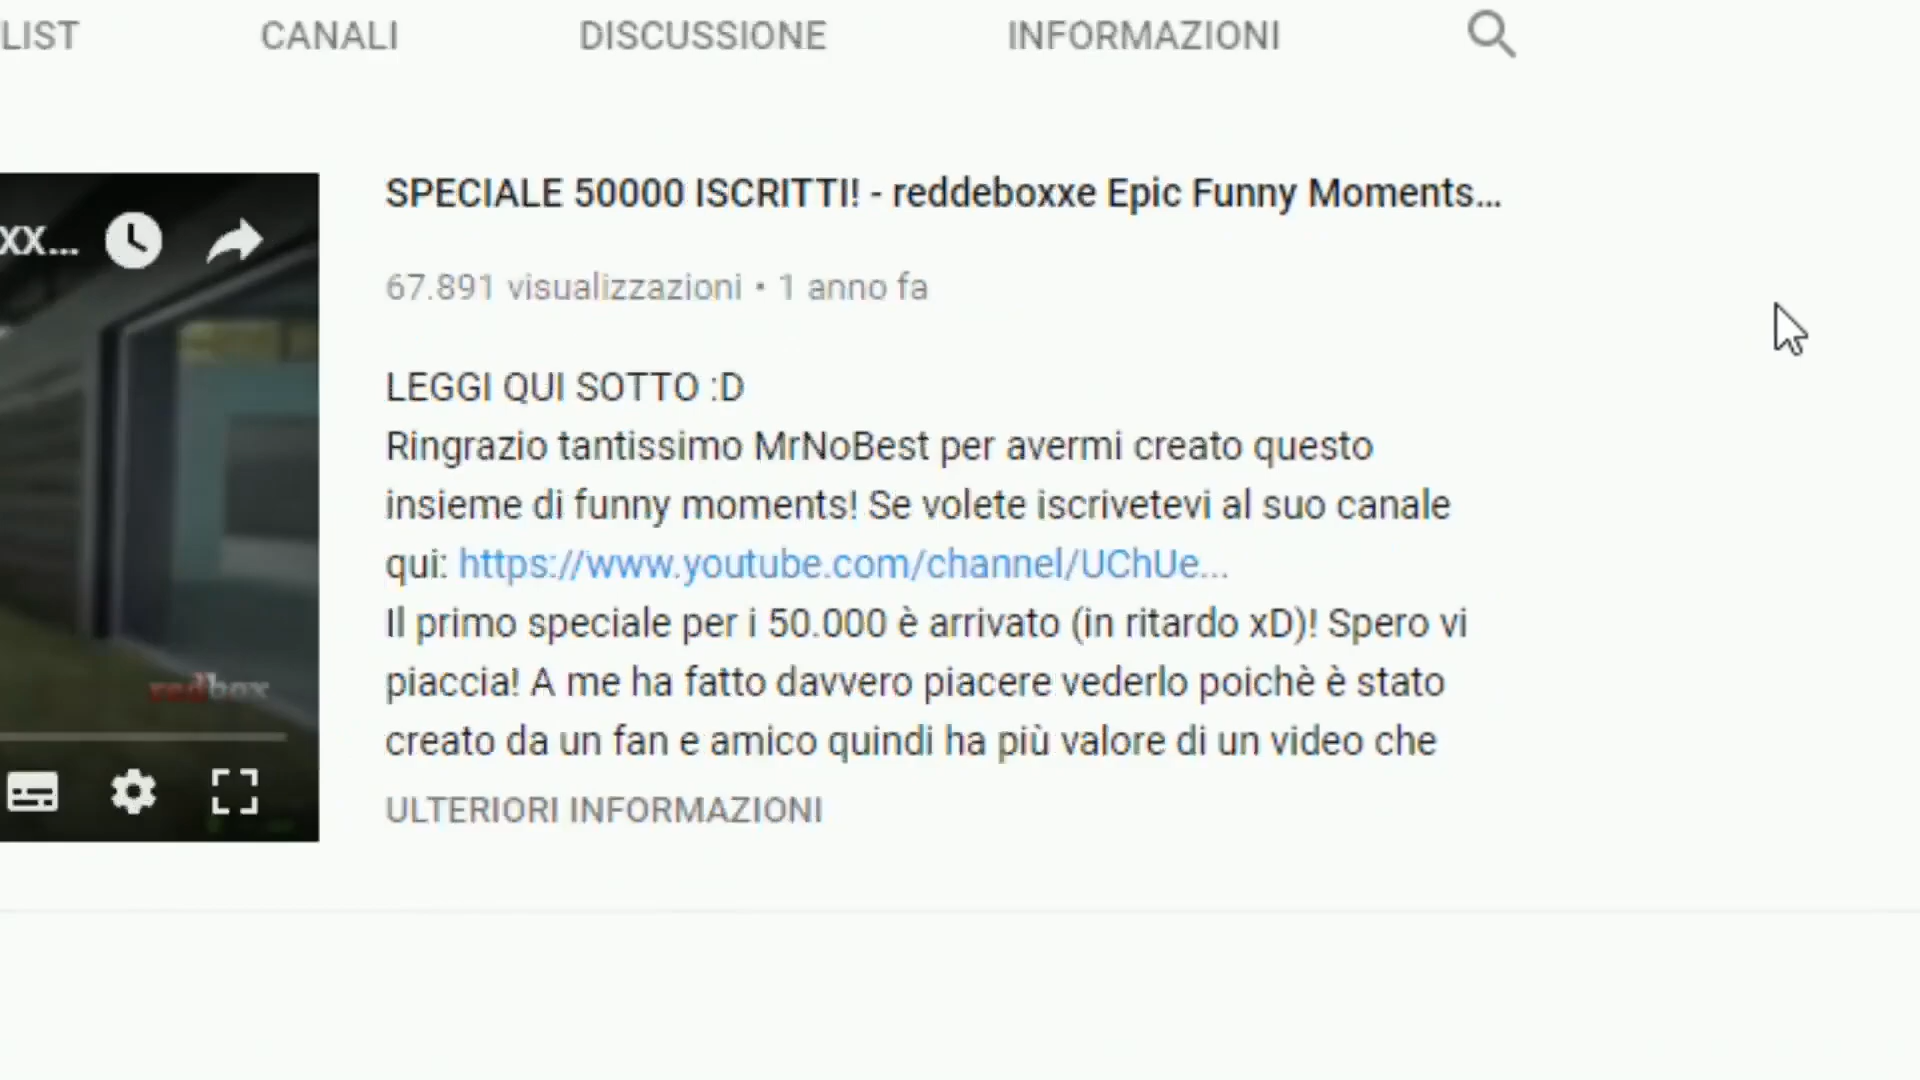 LIST CANALI DISCUSSIONE INFORMAZIONI
SPECIALE 50000 ISCRITTI! - reddeboxxe Epic Funny Moments...
xx...
67.891 visualizzazioni • 1 anno fa
LEGGI QUI SOTTO :D
Ringrazio tantissimo MrNoBest per avermi creato questo
insieme di funny moments! Se volete iscrivetevi al suo canale
qui: https://www.youtube.com/channel/UChUe...
Il primo speciale per i 50.000 è arrivato (in ritardo xD)! Spero vi
piaccia! A me ha fatto davvero piacere vederlo poichè è stato
creato da un fan e amico quindi ha più valore di un video che
redbox
ULTERIORI INFORMAZIONI